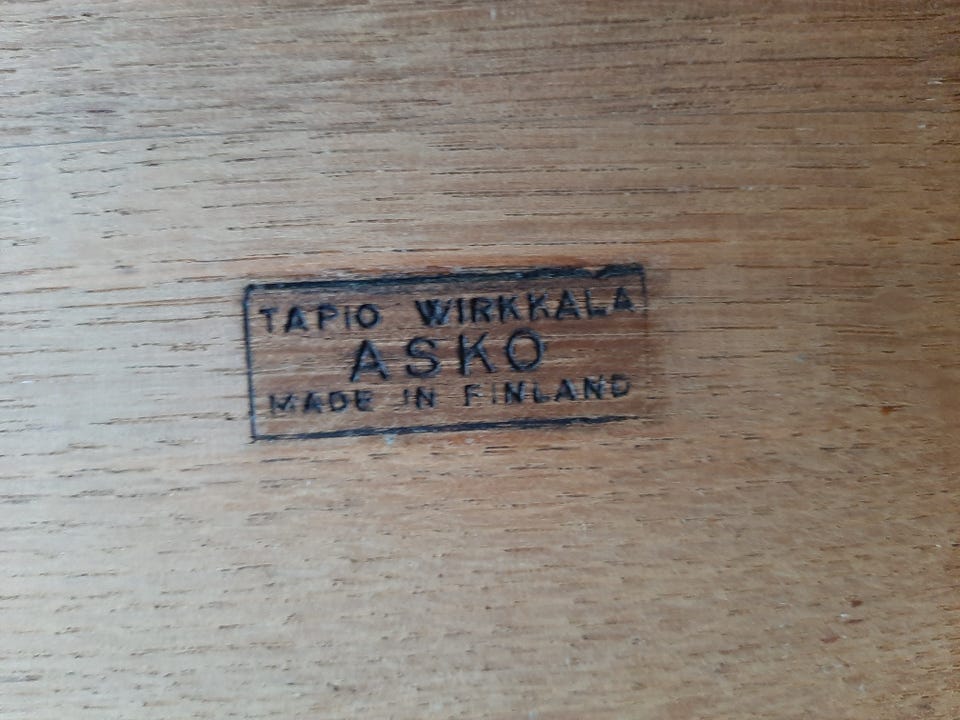 TAPIO WIRKKALA
ASKO
MADE IN FINLAND